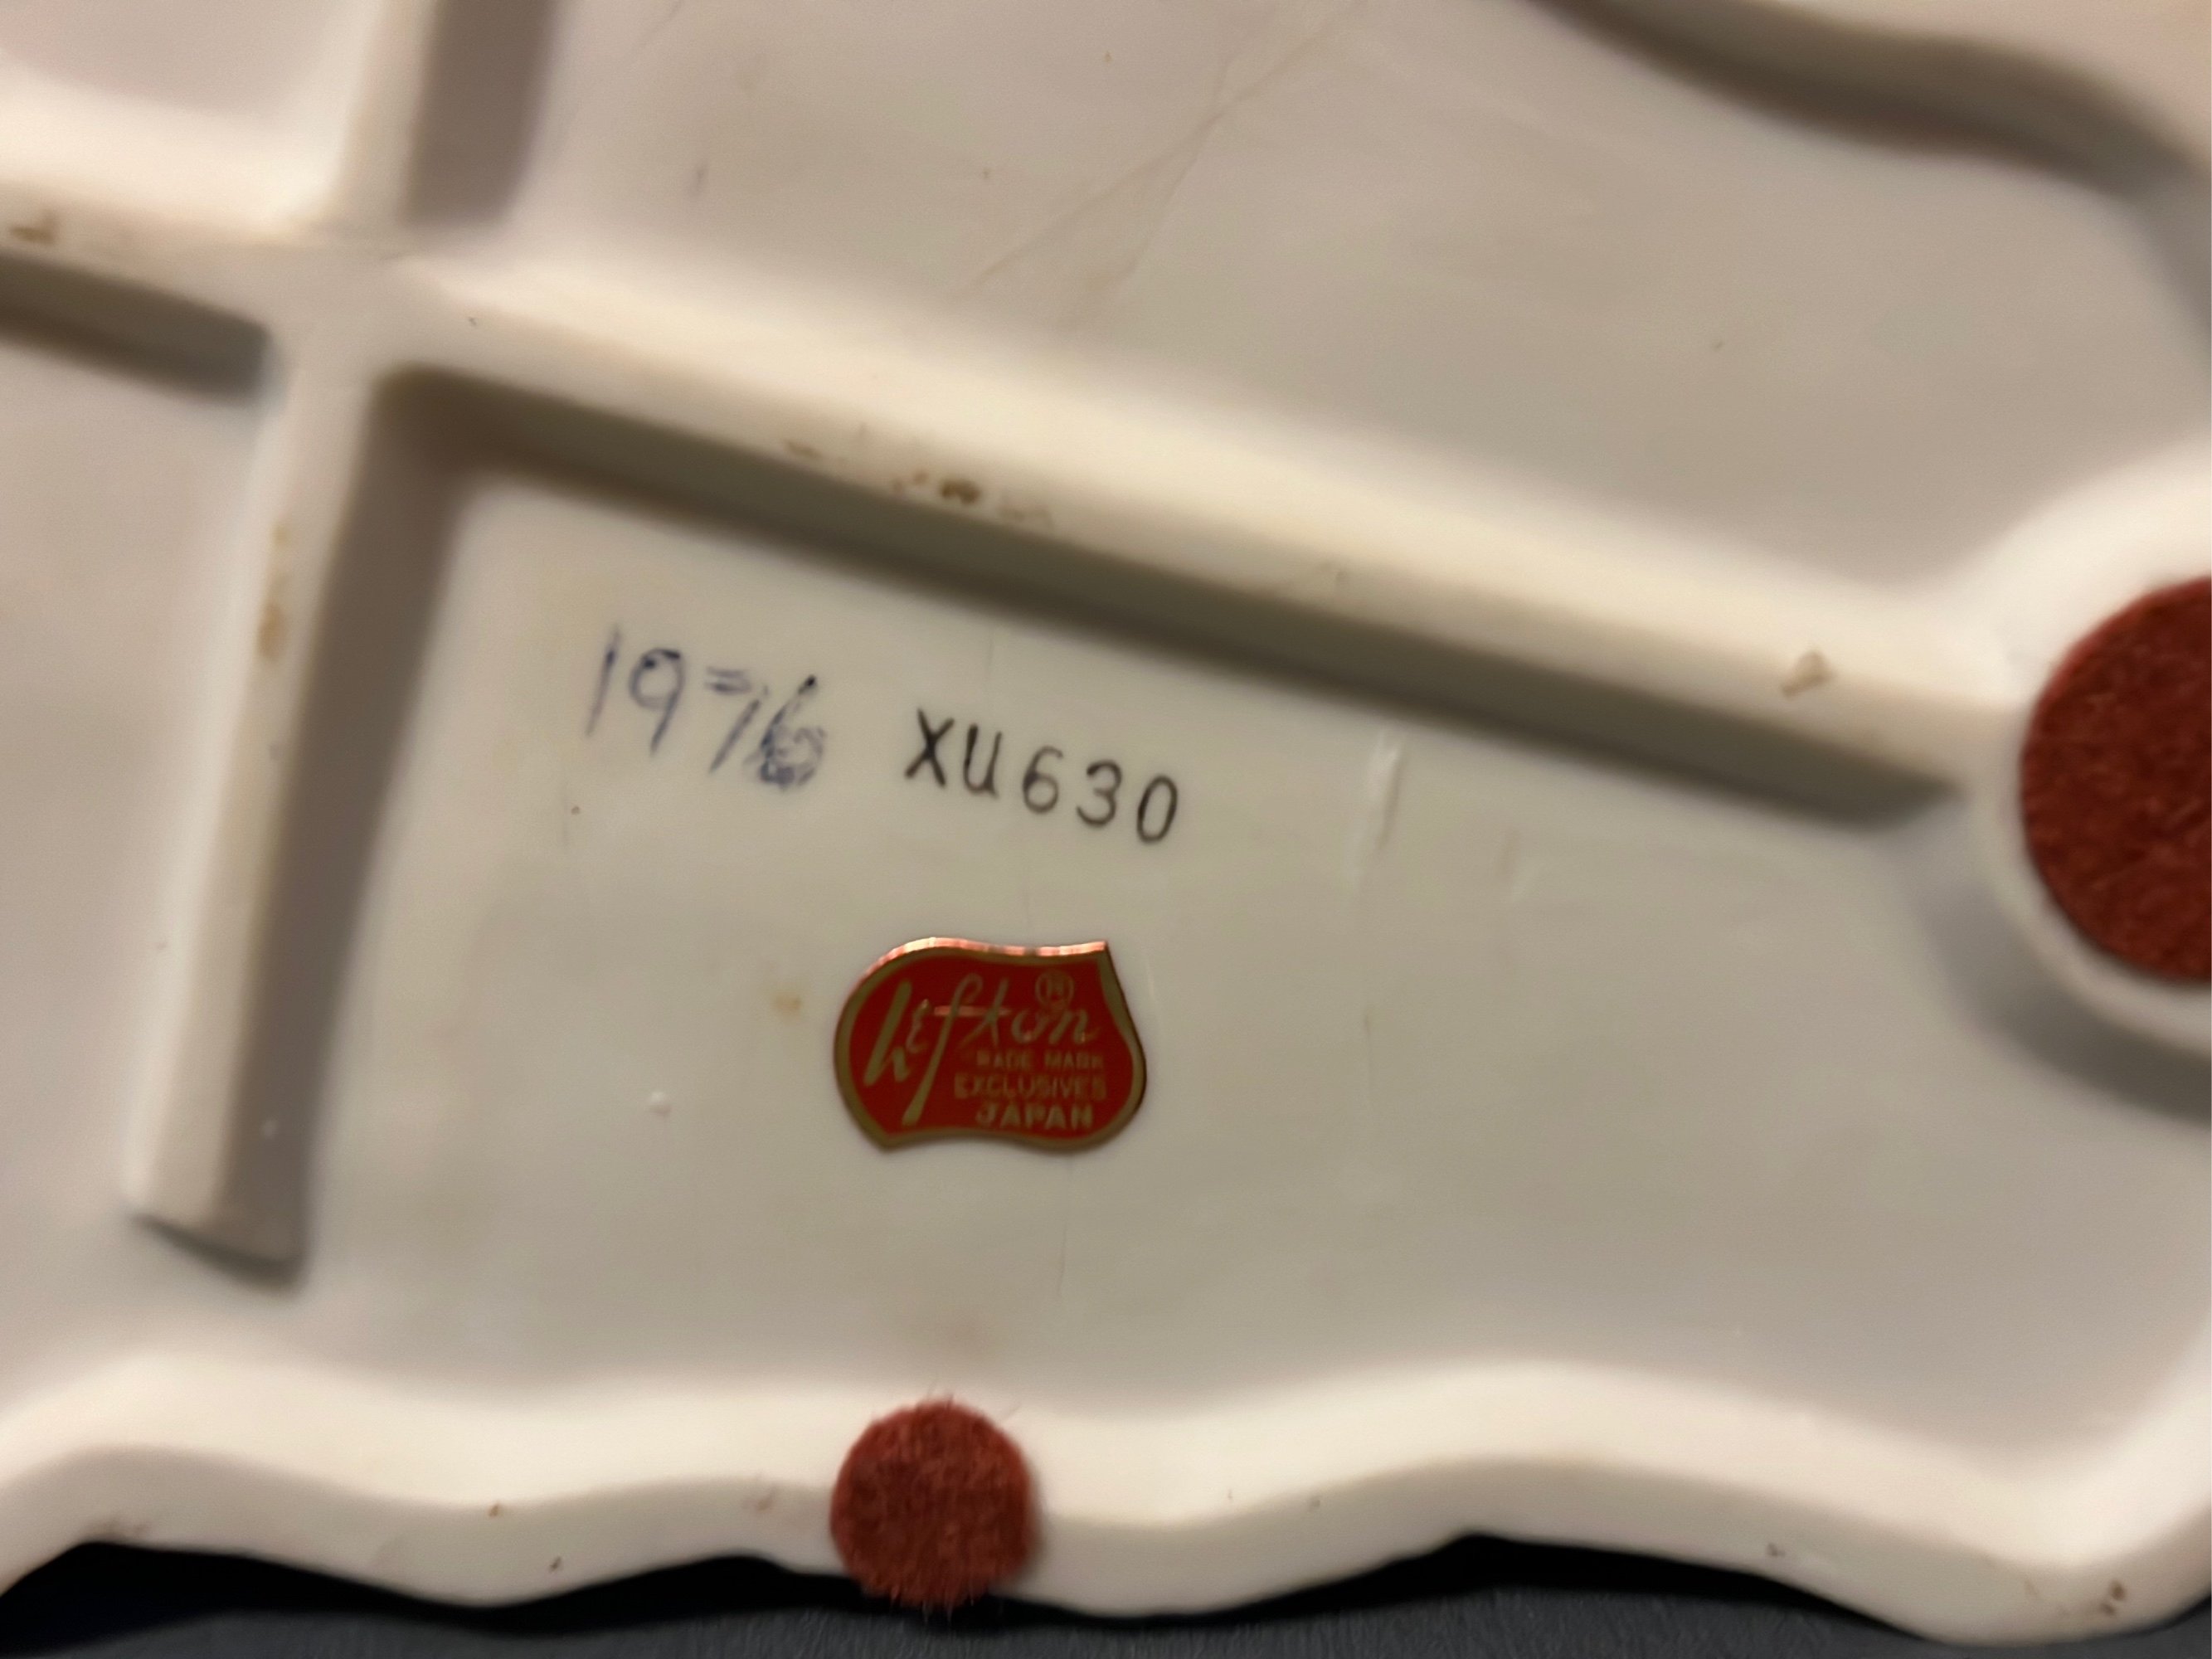 1976 XU630
Lefton ®
TRADE MARK
EXCLUSIVES
JAPAN